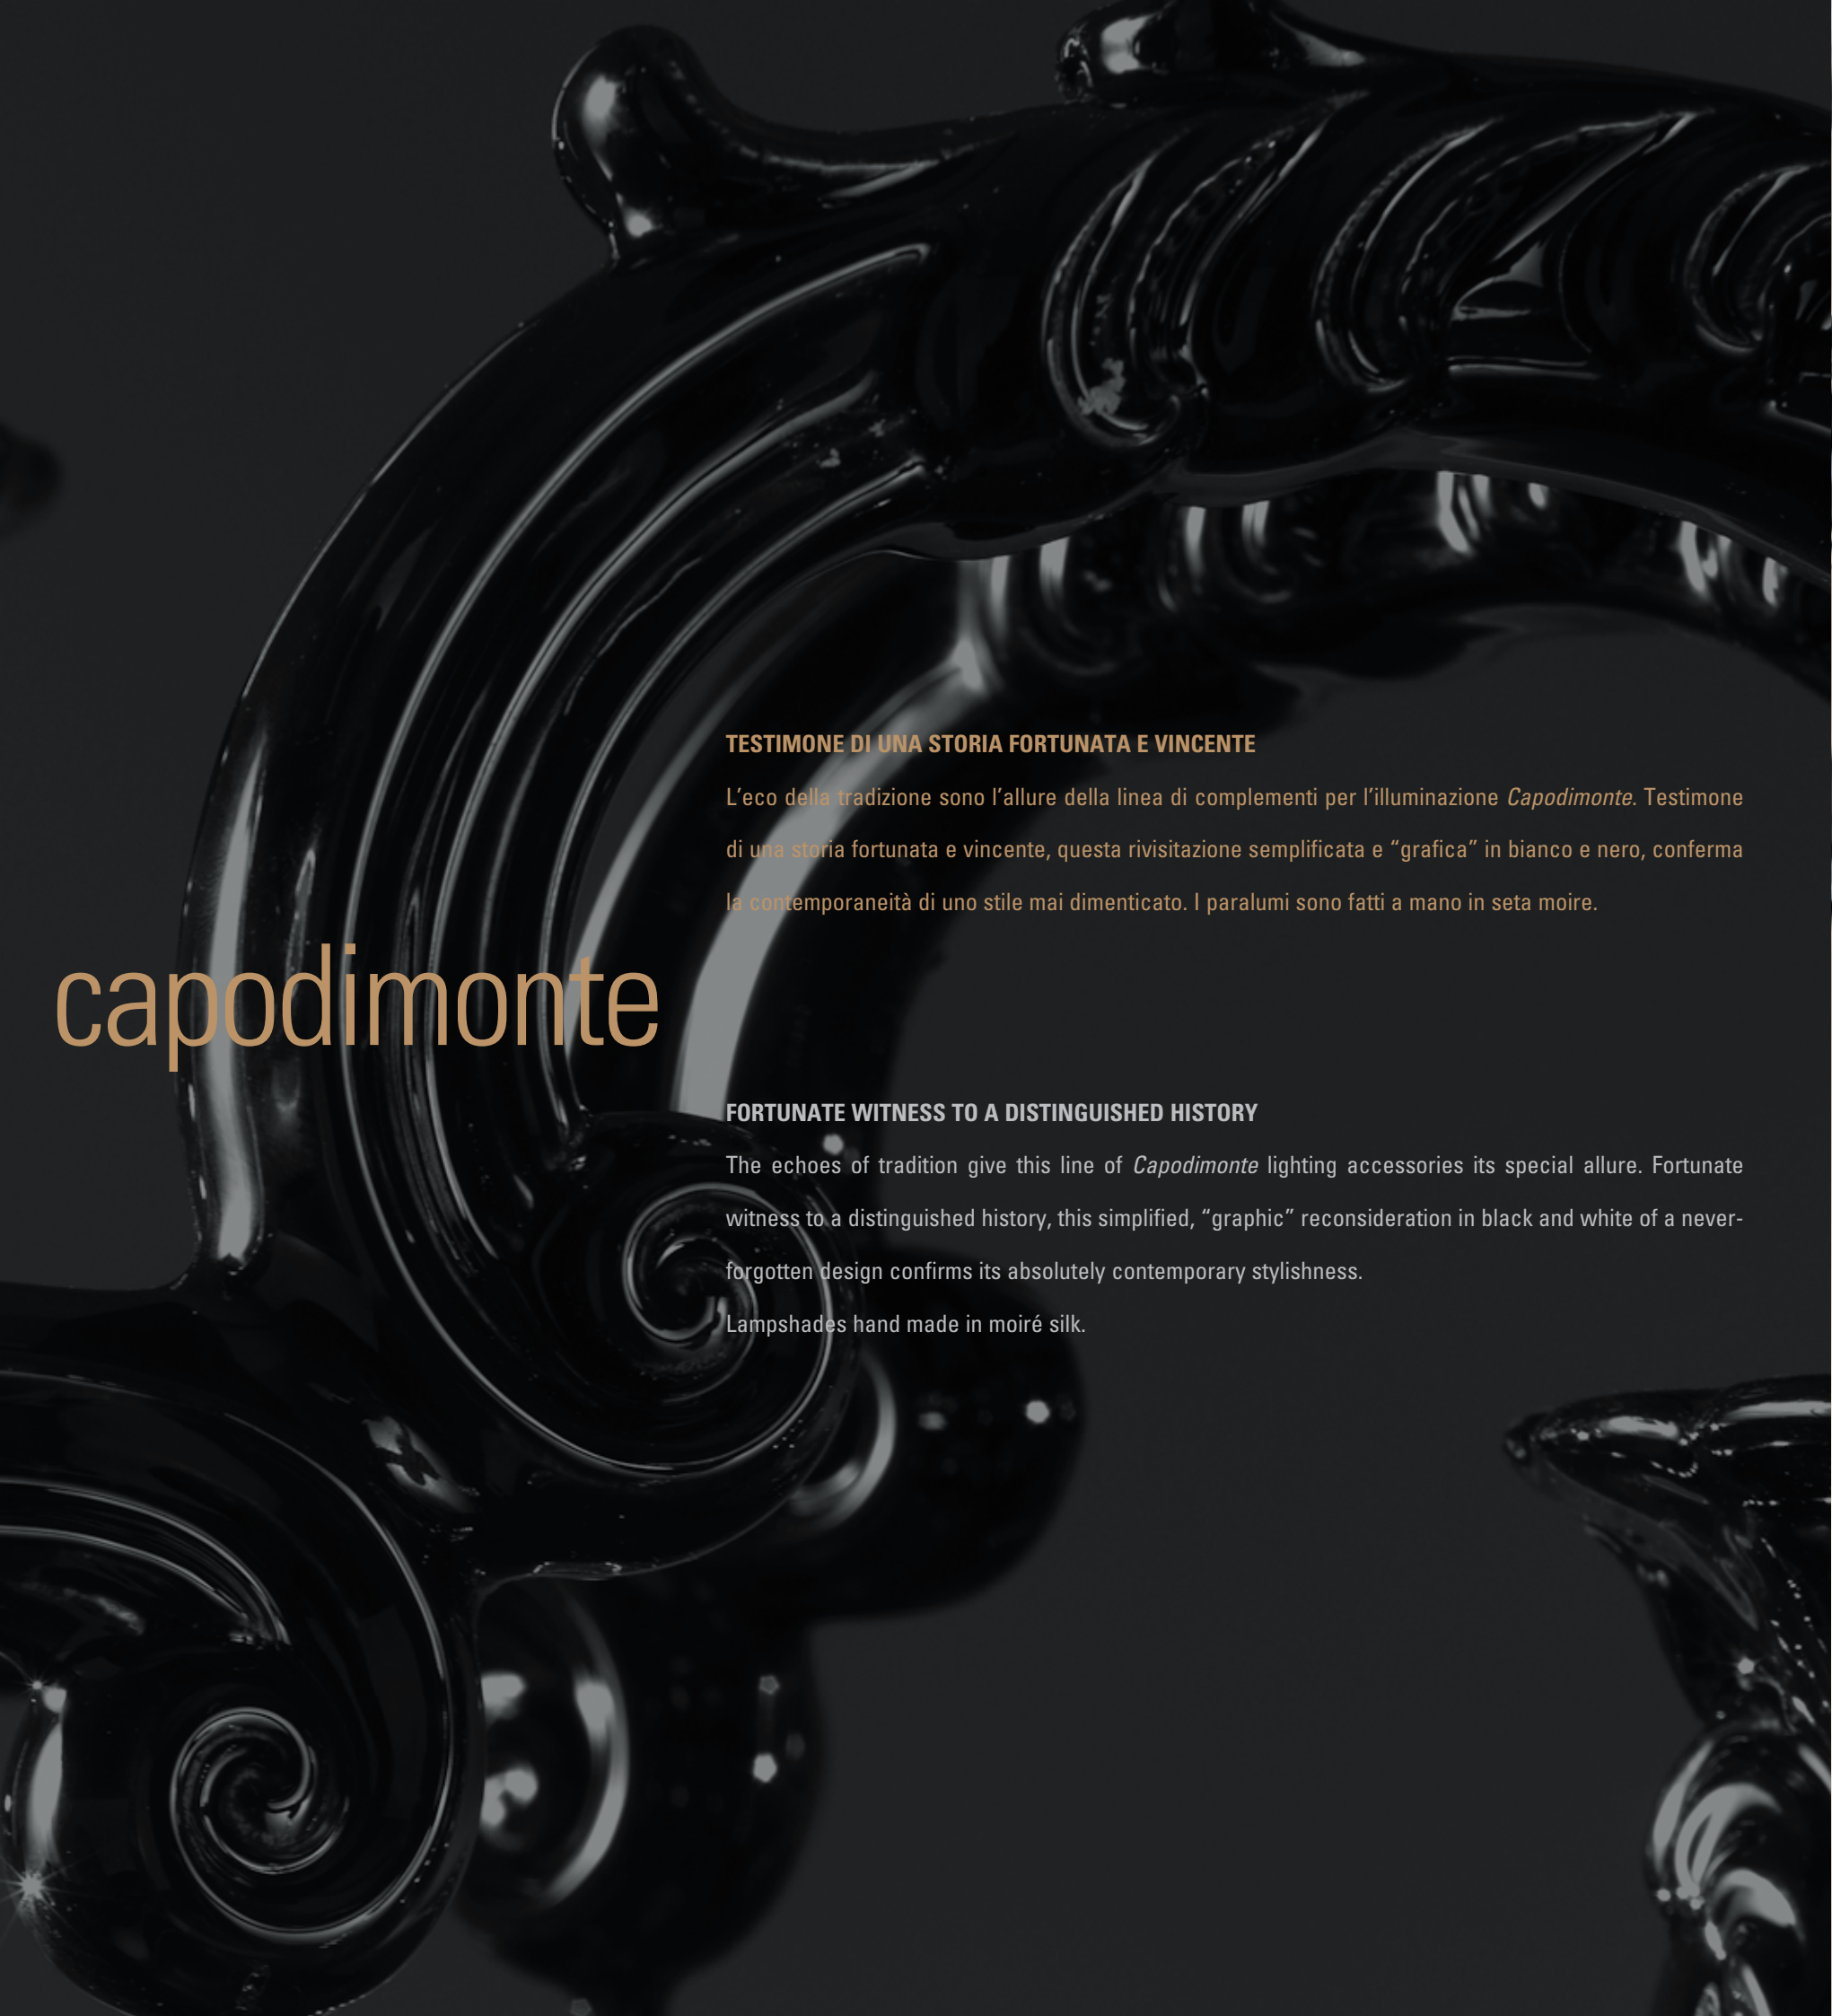 capodimonte
TESTIMONE DI UNA STORIA FORTUNATA E VINCENTE
L’eco della tradizione sono l’allure della linea di complementi per l’illuminazione Capodimonte. Testimone
di una storia fortunata e vincente, questa rivisitazione semplificata e “grafica” in bianco e nero, conferma
la contemporaneità di uno stile mai dimenticato. I paralumi sono fatti a mano in seta moire.
FORTUNATE WITNESS TO A DISTINGUISHED HISTORY
The echoes of tradition give this line of Capodimonte lighting accessories its special allure. Fortunate
witness to a distinguished history, this simplified, “graphic” reconsideration in black and white of a never-
forgotten design confirms its absolutely contemporary stylishness.
Lampshades hand made in moiré silk.